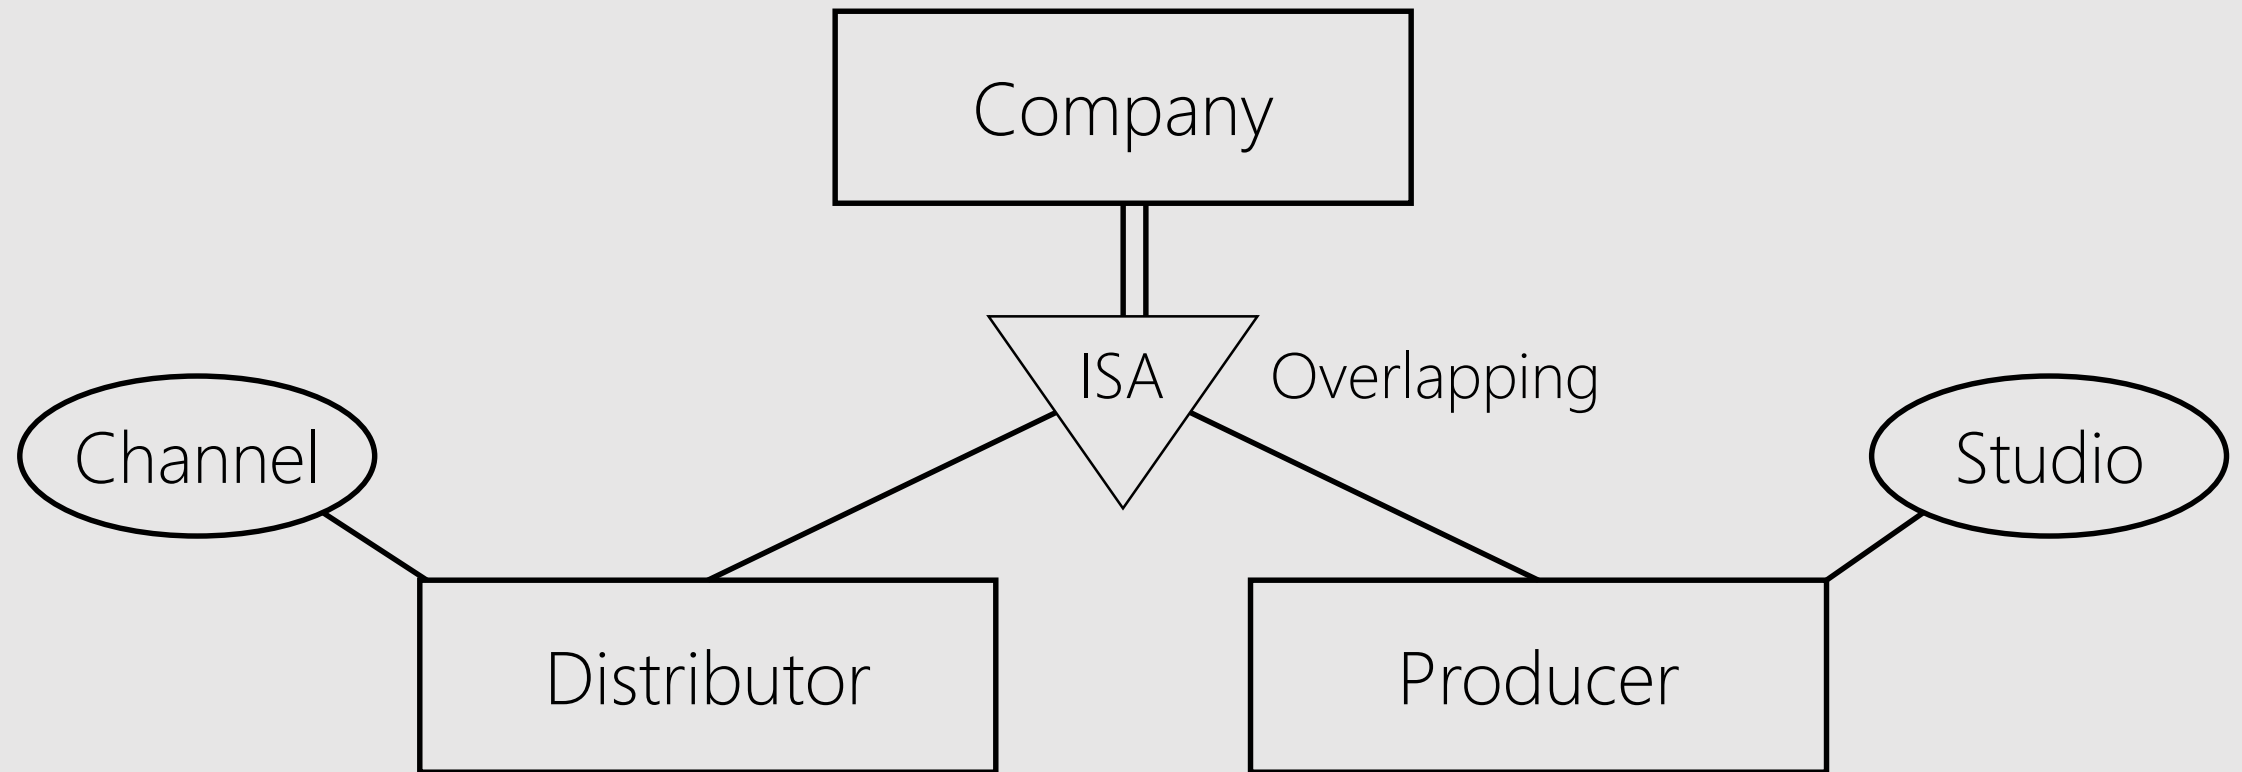 Company
ISA
Overlapping
Channel
Studio
Distributor
Producer